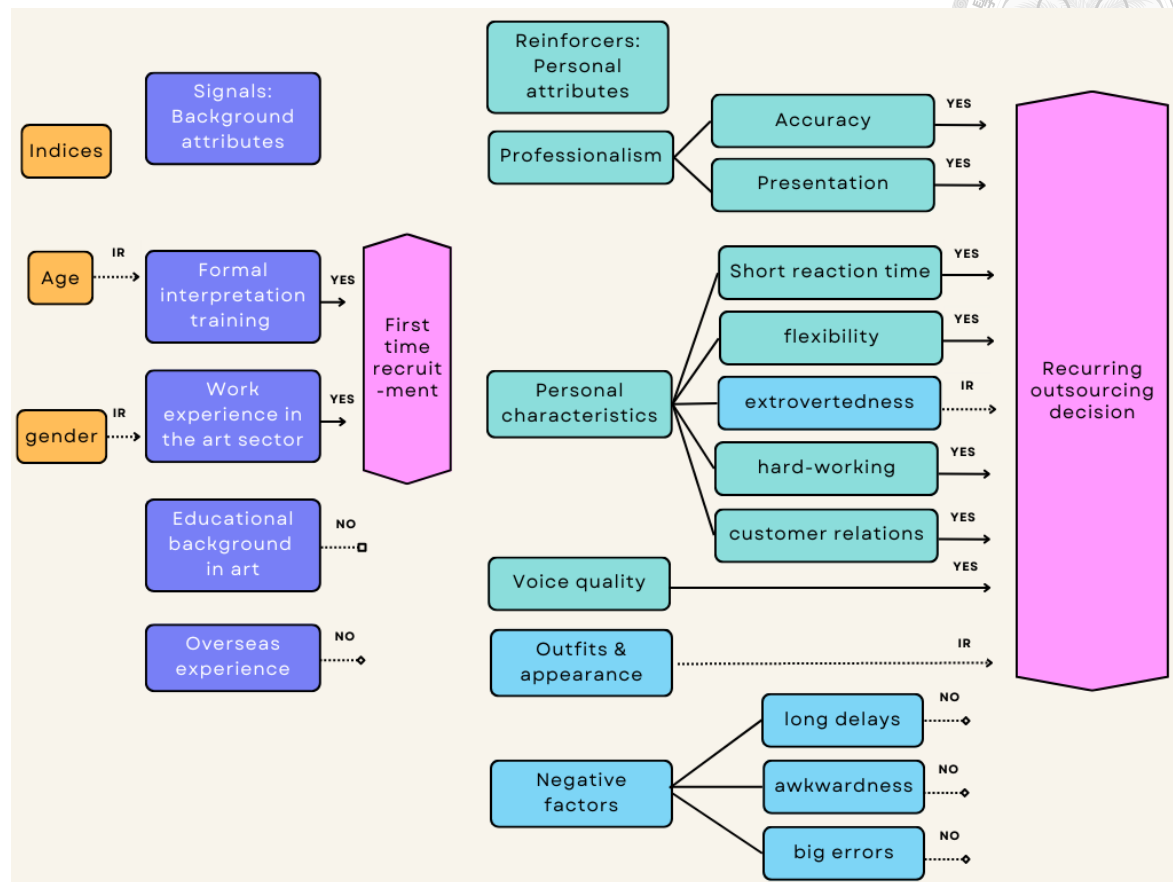 Indices
Signals:
Background
attributes
Age
IR
Formal
interpretation
training
YES
gender
IR
Work
experience in
the art sector
YES
First
time
recruit
-ment
Educational
background
in art
NO
Overseas
experience
NO
Reinforcers:
Personal
attributes
Professionalism
Accuracy
YES
Presentation
YES
Personal
characteristics
Short reaction time
YES
flexibility
YES
extrovertedness
IR
hard-working
YES
customer relations
YES
Voice quality
YES
Outfits &
appearance
IR
Negative
factors
long delays
NO
awkwardness
NO
big errors
NO
Recurring
outsourcing
decision